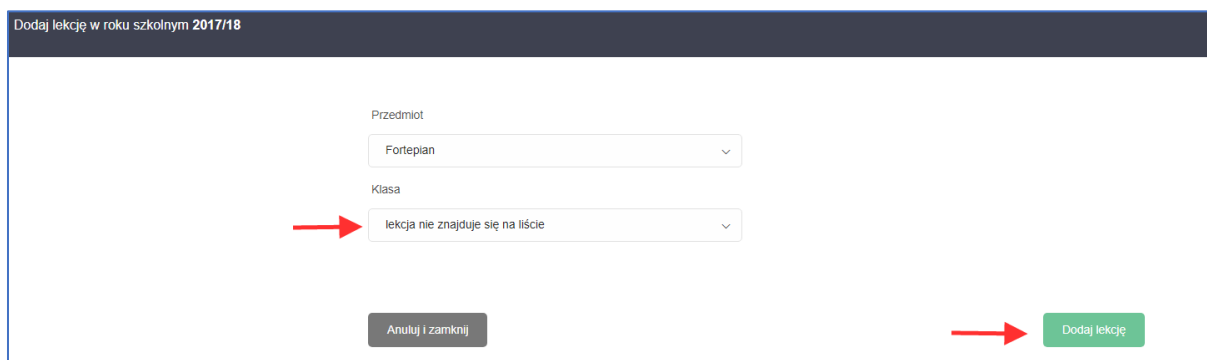 Dodaj lekcję w roku szkolnym 2017/18
Przedmiot
Fortepian
Klasa
lekcja nie znajduje się na liście
Anuluj i zamknij
Dodaj lekcję